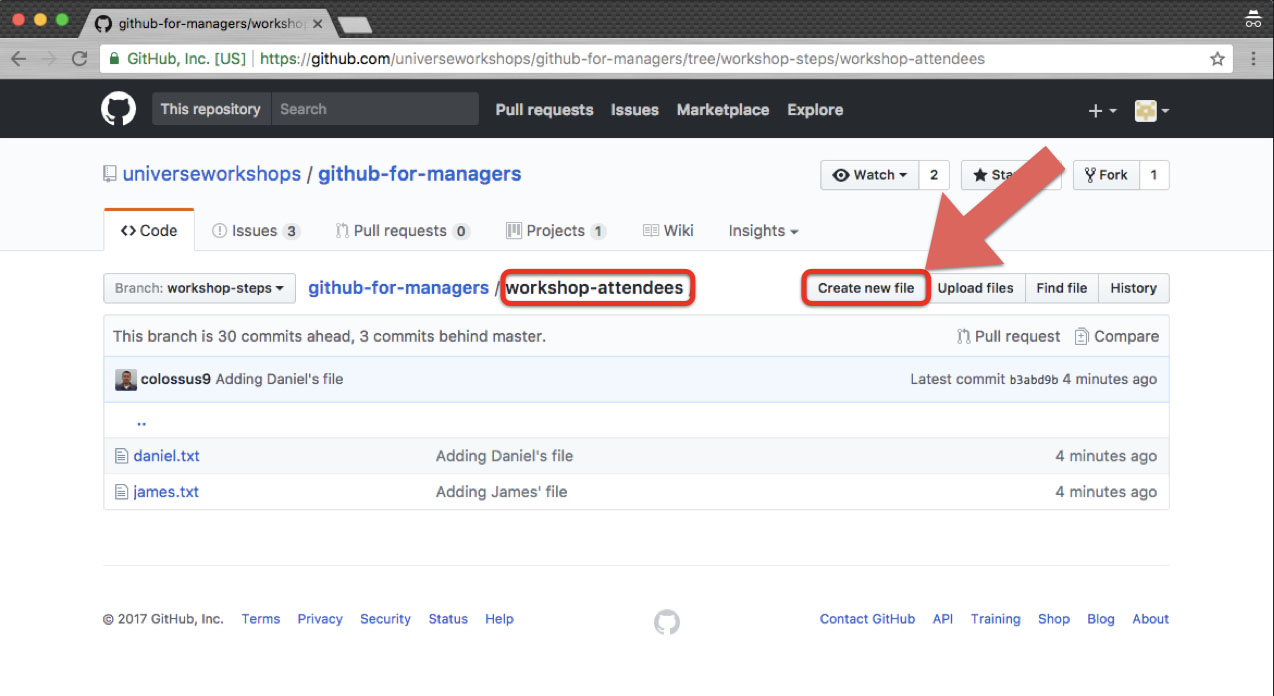 github-for-managers/worksho
GitHub, Inc. [US] https://github.com/universeworkshops/github-for-managers/tree/workshop-steps/workshop-attendees
This repository Search Pull requests Issues Marketplace Explore
universeworkshops / github-for-managers Watch 2 Sta Fork 1
Code Issues 3 Pull requests 0 Projects 1 Wiki Insights
Branch: workshop-steps github-for-managers / workshop-attendees Create new file Upload files Find file History
This branch is 30 commits ahead, 3 commits behind master. Pull request Compare
colossus9 Adding Daniel's file Latest commit b3abd9b 4 minutes ago
..
daniel.txt Adding Daniel's file 4 minutes ago
james.txt Adding James' file 4 minutes ago
© 2017 GitHub, Inc. Terms Privacy Security Status Help Contact GitHub API Training Shop Blog About